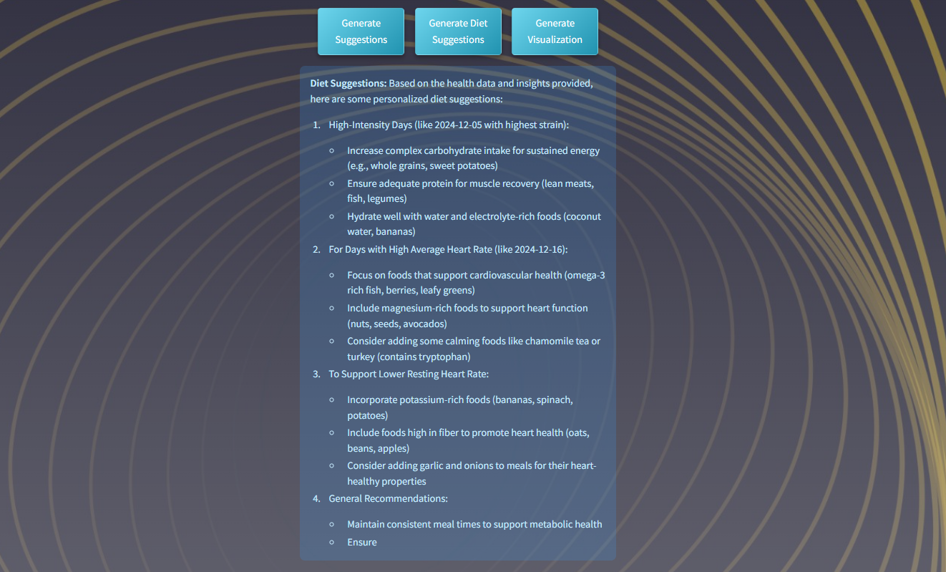 Generate
Suggestions
Generate Diet
Suggestions
Generate
Visualization
Diet Suggestions: Based on the health data and insights provided,
here are some personalized diet suggestions:
1. High-Intensity Days (like 2024-12-05 with highest strain):
○ Increase complex carbohydrate intake for sustained energy
(e.g., whole grains, sweet potatoes)
○ Ensure adequate protein for muscle recovery (lean meats,
fish, legumes)
○ Hydrate well with water and electrolyte-rich foods (coconut
water, bananas)
2. For Days with High Average Heart Rate (like 2024-12-16):
○ Focus on foods that support cardiovascular health (omega-3
rich fish, berries, leafy greens)
○ Include magnesium-rich foods to support heart function
(nuts, seeds, avocados)
○ Consider adding some calming foods like chamomile tea or
turkey (contains tryptophan)
3. To Support Lower Resting Heart Rate:
○ Incorporate potassium-rich foods (bananas, spinach,
potatoes)
○ Include foods high in fiber to promote heart health (oats,
beans, apples)
○ Consider adding garlic and onions to meals for their heart-
healthy properties
4. General Recommendations:
○ Maintain consistent meal times to support metabolic health
○ Ensure